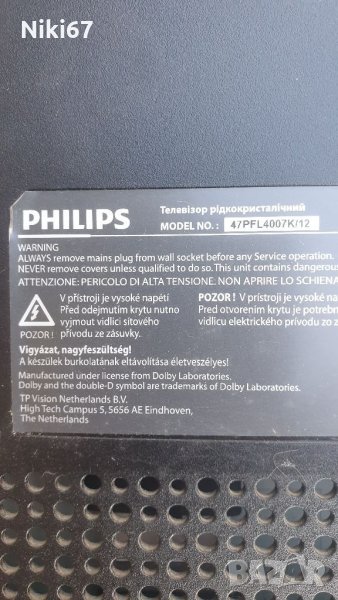 Niki67
PHILIPS
Телевізор рідкокристалічний
MODEL NO. : 47PFL4007K/12
WARNING
ALWAYS remove mains plug from wall socket before any Service operation.
NEVER remove covers unless qualified to do so. This unit contains dangerous
ATTENZIONE: PERICOLO DI ALTA TENSIONE. NON APRIRE LO SCHIENA
V přístroji je vysoké napětí
Před odejmutím krytu nutno
vyjmout vidlici síťového
přívodu ze zásuvky.
POZOR !
POZOR ! V prístroji je vysoké
Pred otvorením krytu je potreb
vidlicu elektrického prívodu zo z
Vigyázat, nagyfeszültség!
A készülék burkolatának eltávolítása életveszélyes!
Manufactured under license from Dolby Laboratories.
Dolby and the double-D symbol are trademarks of Dolby Laboratories.
TP Vision Netherlands B.V.
High Tech Campus 5, 5656 AE Eindhoven,
The Netherlands
BAZAR